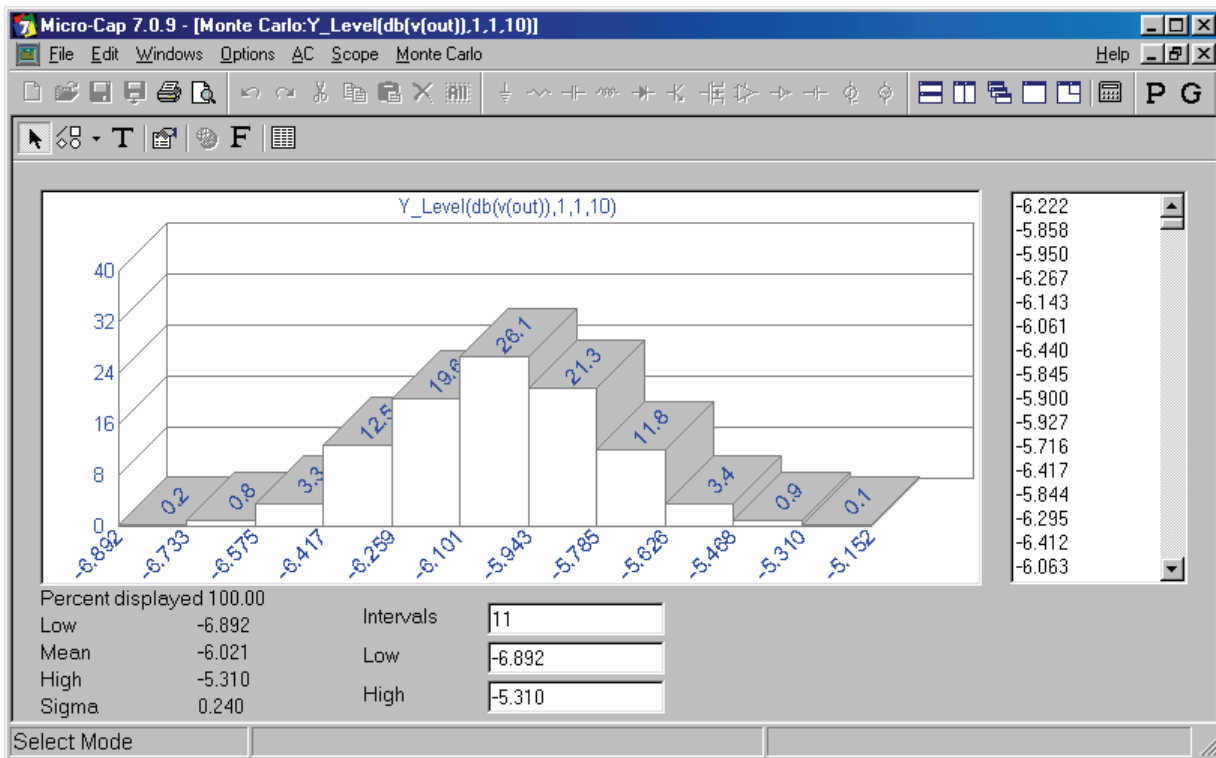 Micro-Cap 7.0.9 - [Monte Carlo:Y_Level(db(v(out)),1,1,10)]
File Edit Windows Options AC Scope Monte Carlo Help
P G
T F
Y_Level(db(v(out)),1,1,10)
40
32
24
16
8
0
0.2 0.8 3.3 12.5 19.6 26.1 21.3 11.8 3.4 0.9 0.1
-6.892 -6.733 -6.575 -6.417 -6.259 -6.101 -5.943 -5.785 -5.626 -5.468 -5.310 -5.152
-6.222
-5.858
-5.950
-6.267
-6.143
-6.061
-6.440
-5.845
-5.900
-5.927
-5.716
-6.417
-5.844
-6.295
-6.412
-6.063
Percent displayed 100.00
Low -6.892
Mean -6.021
High -5.310
Sigma 0.240
Intervals 11
Low -6.892
High -5.310
Select Mode